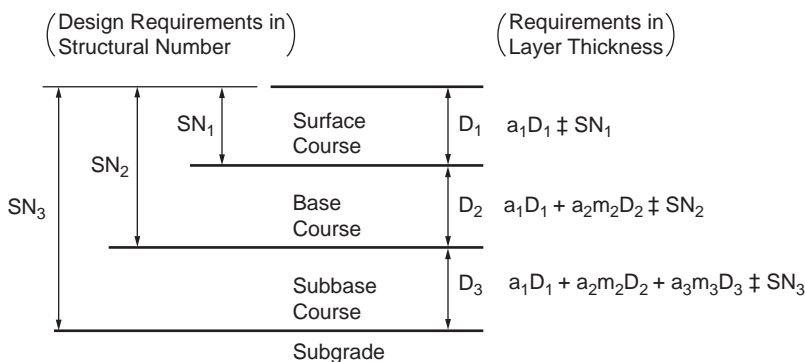 (Design Requirements in
Structural Number)
(Requirements in
Layer Thickness)
SN₁
SN₂
SN₃
Surface
Course
D₁
a₁D₁ ‡ SN₁
Base
Course
D₂
a₁D₁ + a₂m₂D₂ ‡ SN₂
Subbase
Course
D₃
a₁D₁ + a₂m₂D₂ + a₃m₃D₃ ‡ SN₃
Subgrade